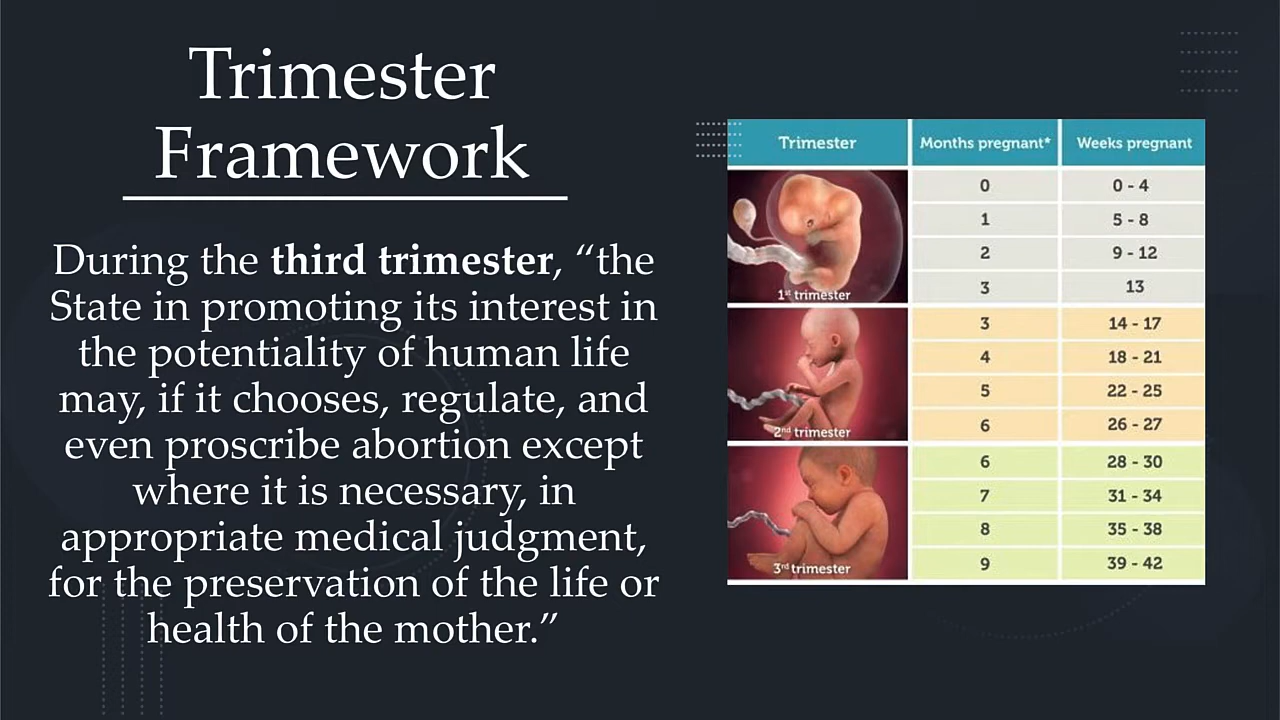 Trimester
Framework
During the third trimester, “the
State in promoting its interest in
the potentiality of human life
may, if it chooses, regulate, and
even proscribe abortion except
where it is necessary, in
appropriate medical judgment,
for the preservation of the life or
health of the mother.”
Trimester Months pregnant* Weeks pregnant
0 0 - 4
1 5 - 8
2 9 - 12
3 13
1st trimester
3 14 - 17
4 18 - 21
5 22 - 25
6 26 - 27
2nd trimester
6 28 - 30
7 31 - 34
8 35 - 38
9 39 - 42
3rd trimester